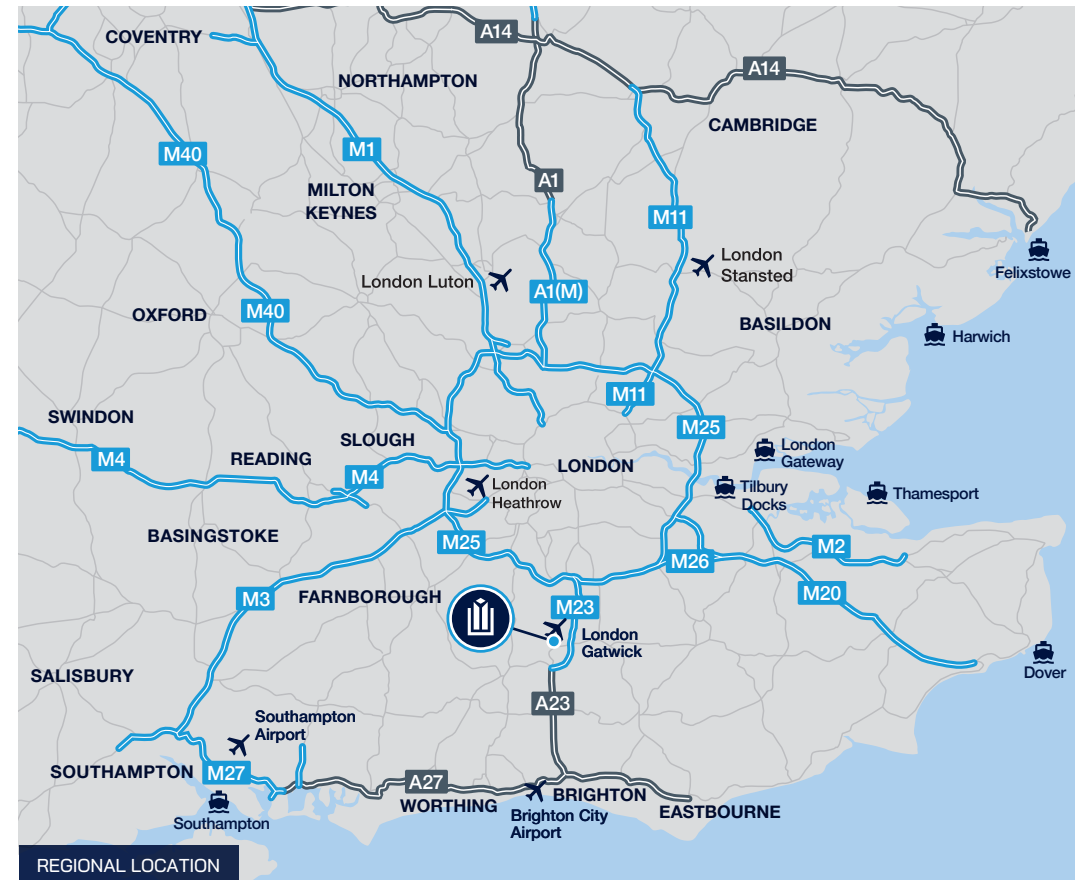 A14
COVENTRY
NORTHAMPTON
A14
CAMBRIDGE
M40
M1
A1
MILTON
KEYNES
M11
London
Stansted
Felixstowe
London Luton
A1(M)
OXFORD
M40
BASILDON
Harwich
M11
SWINDON
M25
SLOUGH
M4
READING
M4
LONDON
London
Gateway
London
Heathrow
Tilbury
Docks
Thamesport
BASINGSTOKE
M25
M2
M26
M20
M3
FARNBOROUGH
M23
London
Gatwick
SALISBURY
Dover
A23
Southampton
Airport
SOUTHAMPTON
M27
A27
WORTHING
BRIGHTON
EASTBOURNE
Brighton City
Airport
Southampton
REGIONAL LOCATION